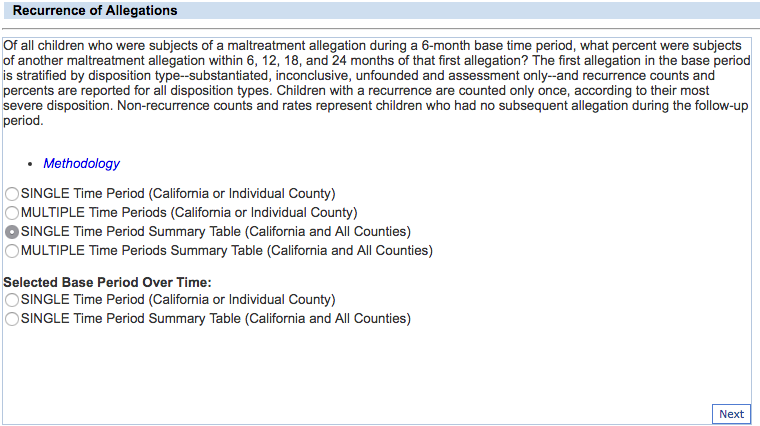 Recurrence of Allegations
Of all children who were subjects of a maltreatment allegation during a 6-month base time period, what percent were subjects
of another maltreatment allegation within 6, 12, 18, and 24 months of that first allegation? The first allegation in the base period
is stratified by disposition type--substantiated, inconclusive, unfounded and assessment only--and recurrence counts and
percents are reported for all disposition types. Children with a recurrence are counted only once, according to their most
severe disposition. Non-recurrence counts and rates represent children who had no subsequent allegation during the follow-up
period.
• Methodology
SINGLE Time Period (California or Individual County)
MULTIPLE Time Periods (California or Individual County)
SINGLE Time Period Summary Table (California and All Counties)
MULTIPLE Time Periods Summary Table (California and All Counties)
Selected Base Period Over Time:
SINGLE Time Period (California or Individual County)
SINGLE Time Period Summary Table (California and All Counties)
Next